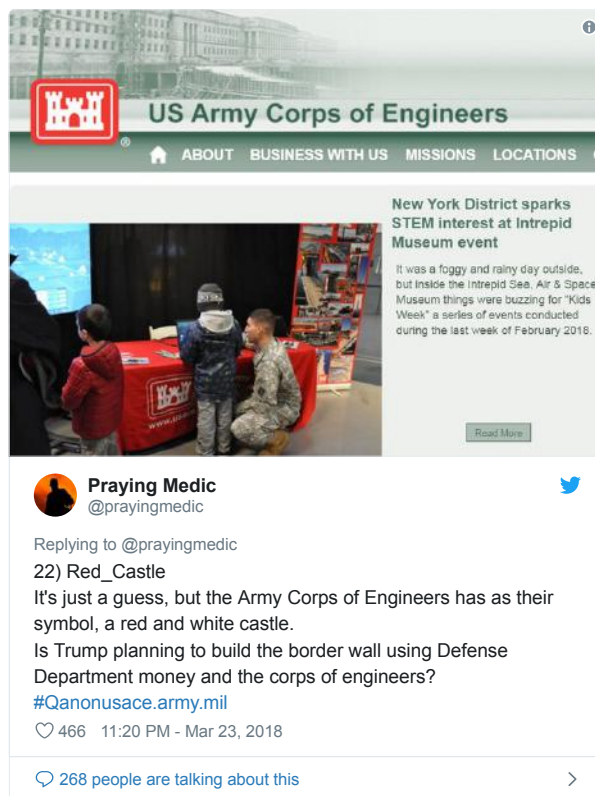 US Army Corps of Engineers
®
ABOUT BUSINESS WITH US MISSIONS LOCATIONS
New York District sparks
STEM interest at Intrepid
Museum event
It was a foggy and rainy day outside,
but inside the Intrepid Sea, Air & Space
Museum things were buzzing for "Kids
Week" a series of events conducted
during the last week of February 2018.
Read More
Praying Medic
@prayingmedic
Replying to @prayingmedic
22) Red_Castle
It's just a guess, but the Army Corps of Engineers has as their
symbol, a red and white castle.
Is Trump planning to build the border wall using Defense
Department money and the corps of engineers?
#Qanonusace.army.mil
466 11:20 PM - Mar 23, 2018
268 people are talking about this